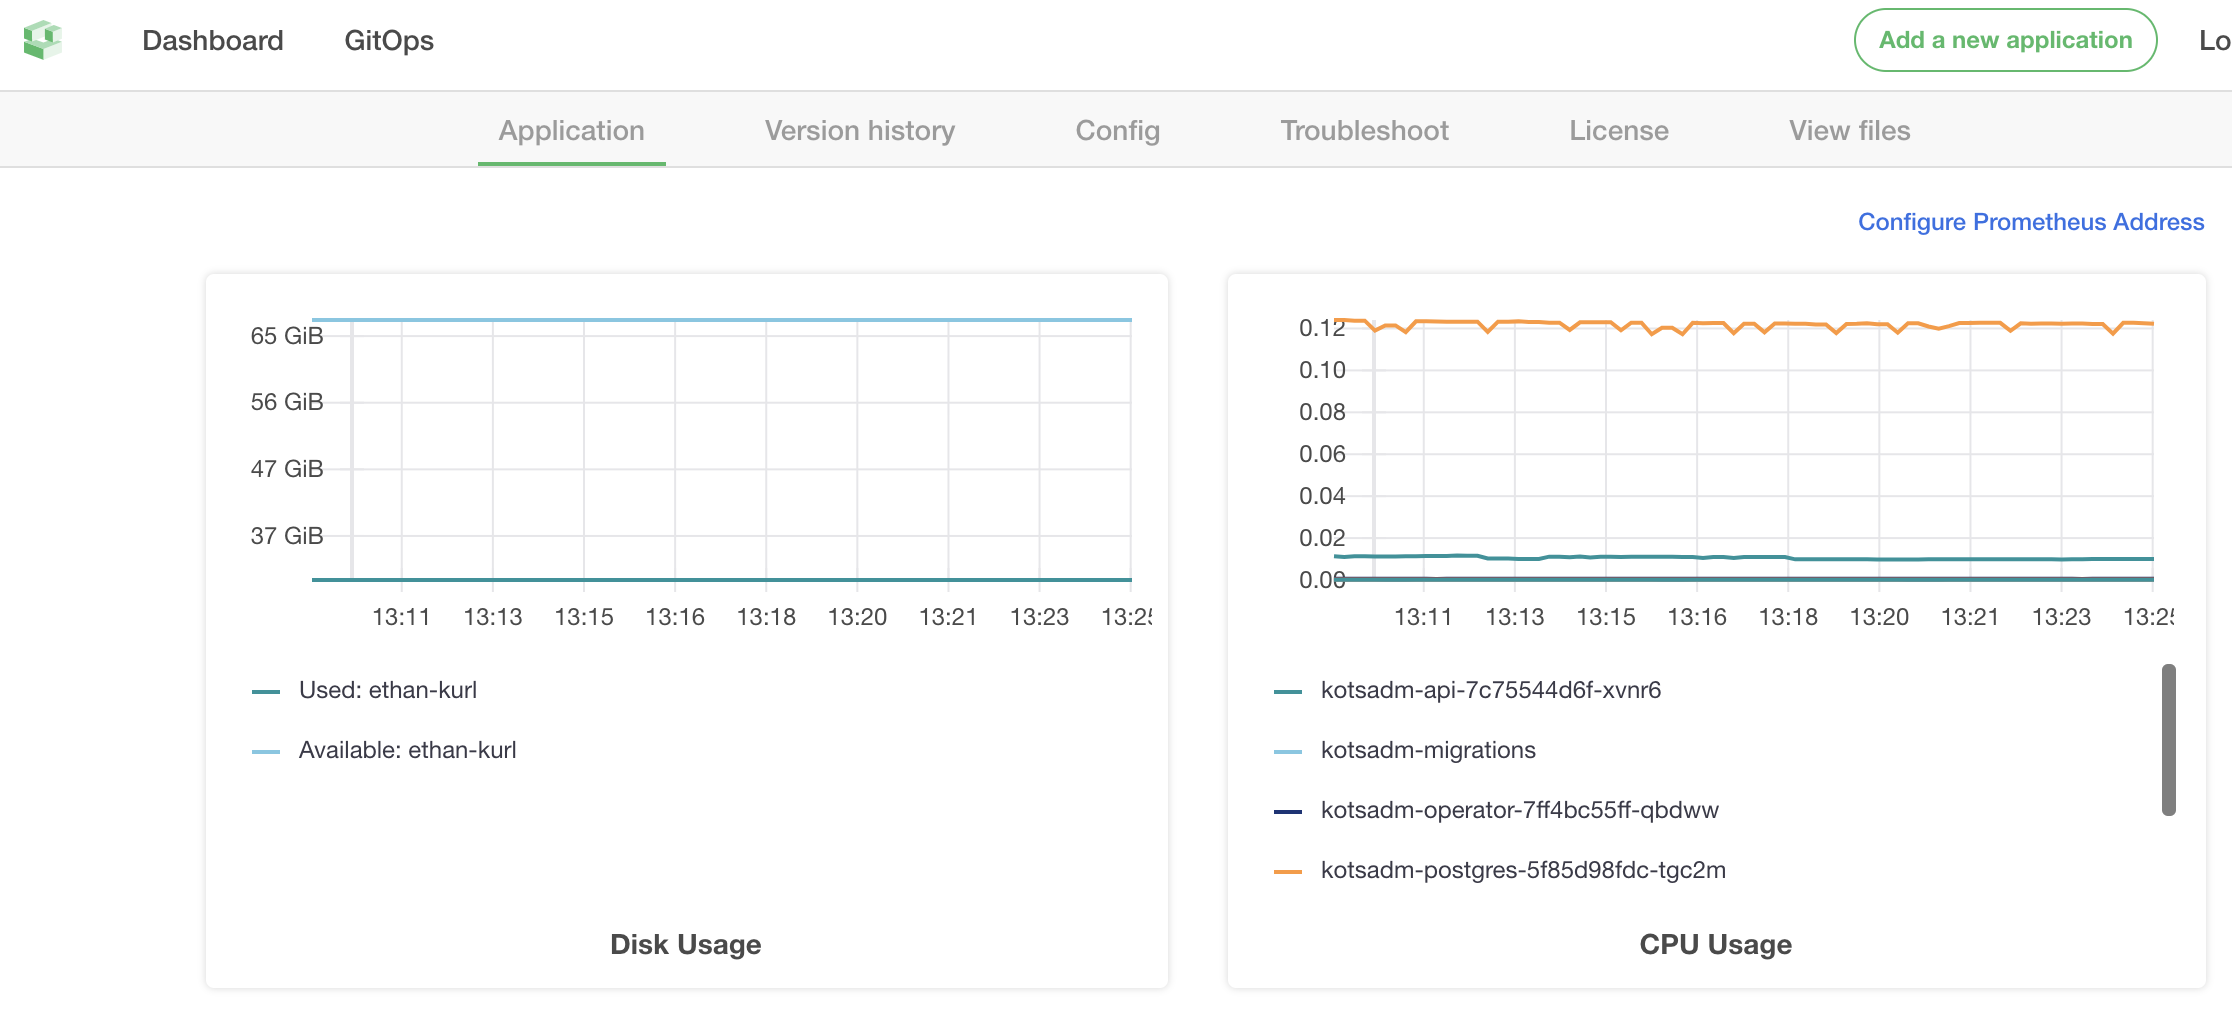 Dashboard GitOps Add a new application Lo
Application Version history Config Troubleshoot License View files
Configure Prometheus Address
65 GiB
56 GiB
47 GiB
37 GiB
13:11 13:13 13:15 13:16 13:18 13:20 13:21 13:23 13:25
Used: ethan-kurl
Available: ethan-kurl
Disk Usage
0.12
0.10
0.08
0.06
0.04
0.02
0.00
13:11 13:13 13:15 13:16 13:18 13:20 13:21 13:23 13:25
kotsadm-api-7c75544d6f-xvnr6
kotsadm-migrations
kotsadm-operator-7ff4bc55ff-qbdww
kotsadm-postgres-5f85d98fdc-tgc2m
CPU Usage